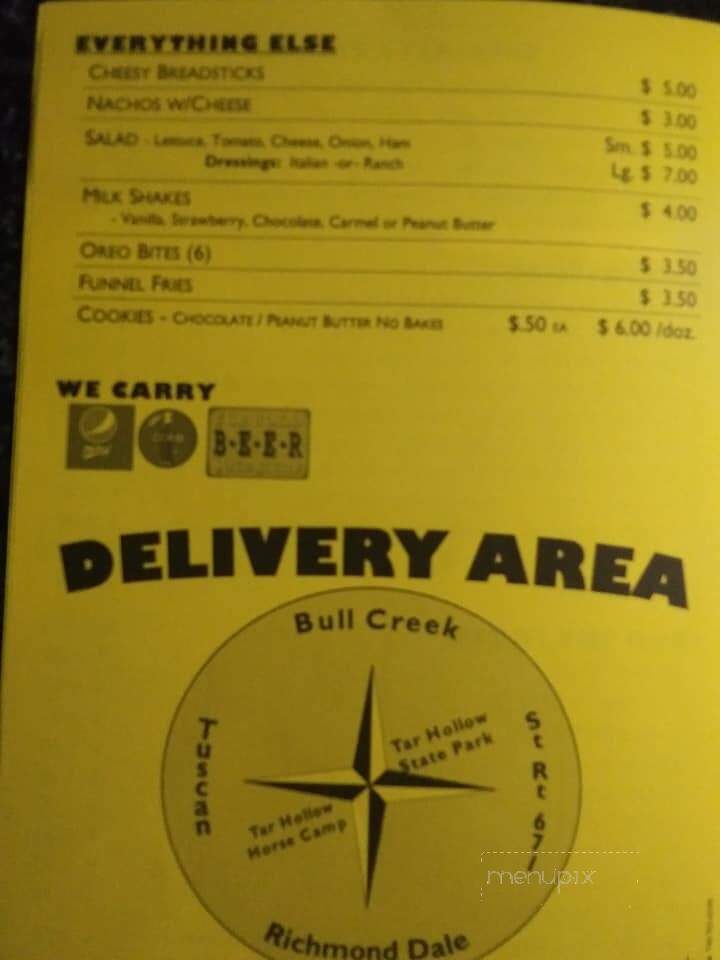 EVERYTHING ELSE
CHEESY BREADSTICKS $ 5.00
NACHOS W/CHEESE $ 3.00
SALAD - Lettuce, Tomato, Cheese, Onion, Ham Sm. $ 5.00
Dressings: Italian -or- Ranch Lg. $ 7.00
MILK SHAKES $ 4.00
- Vanilla, Strawberry, Chocolate, Carmel or Peanut Butter
OREO BITES (6) $ 3.50
FUNNEL FRIES $ 3.50
COOKIES - CHOCOLATE / PEANUT BUTTER NO BAKES $.50 EA $ 6.00 /doz.
WE CARRY
B·E·E·R
DELIVERY AREA
Bull Creek
Tar Hollow
State Park
Tuscan
St Rt 671
Tar Hollow
Horse Camp
Richmond Dale
menupix